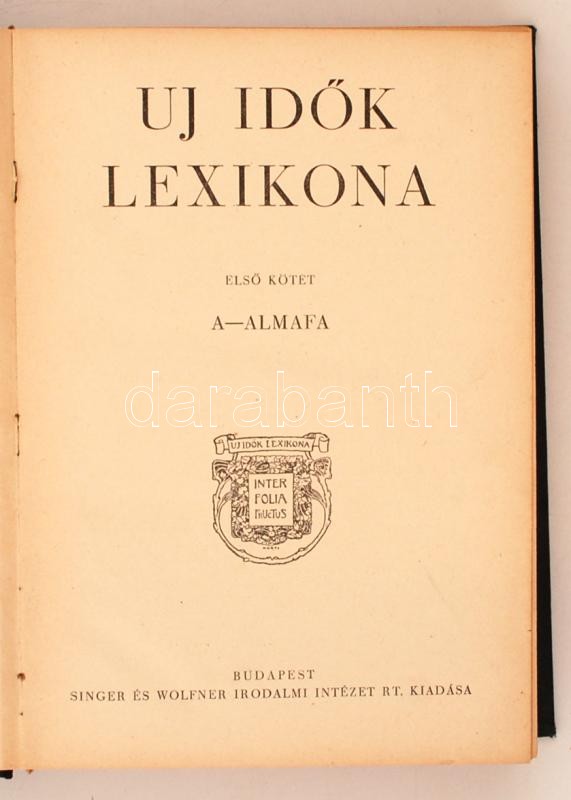 UJ IDŐK
LEXIKONA
ELSŐ KÖTET
A—ALMAFA
darabanth
UJ IDŐK LEXIKONA
INTER
FOLIA
FRUCTUS
BUDAPEST
SINGER ÉS WOLFNER IRODALMI INTÉZET RT. KIADÁSA